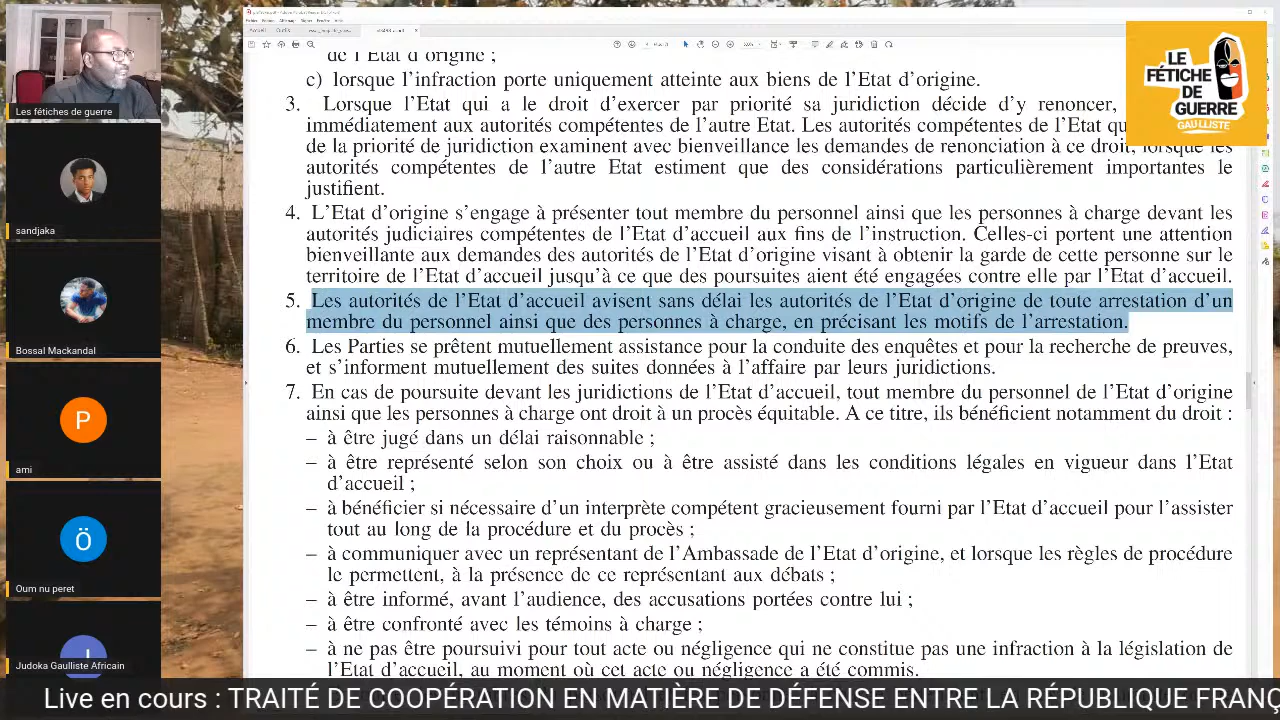 Les fétiches de guerre
sandjaka
Bossal Mackandal
P
ami
Ö
Oum nu peret
Judoka Gaulliste Africain
LE
FÉTICHE
DE
GUERRE
GAULLISTE
de l'Etat d'origine ;
c) lorsque l'infraction porte uniquement atteinte aux biens de l'Etat d'origine.
3. Lorsque l'Etat qui a le droit d'exercer par priorité sa juridiction décide d'y renoncer,
immédiatement aux autorités compétentes de l'autre Etat. Les autorités compétentes de l'Etat
de la priorité de juridiction examinent avec bienveillance les demandes de renonciation à ce droit, lorsque les
autorités compétentes de l'autre Etat estiment que des considérations particulièrement importantes le
justifient.
4. L'Etat d'origine s'engage à présenter tout membre du personnel ainsi que les personnes à charge devant les
autorités judiciaires compétentes de l'Etat d'accueil aux fins de l'instruction. Celles-ci portent une attention
bienveillante aux demandes des autorités de l'Etat d'origine visant à obtenir la garde de cette personne sur le
territoire de l'Etat d'accueil jusqu'à ce que des poursuites aient été engagées contre elle par l'Etat d'accueil.
5. Les autorités de l'Etat d'accueil avisent sans délai les autorités de l'Etat d'origine de toute arrestation d'un
membre du personnel ainsi que des personnes à charge, en précisant les motifs de l'arrestation.
6. Les Parties se prêtent mutuellement assistance pour la conduite des enquêtes et pour la recherche de preuves,
et s'informent mutuellement des suites données à l'affaire par leurs juridictions.
7. En cas de poursuite devant les juridictions de l'Etat d'accueil, tout membre du personnel de l'Etat d'origine
ainsi que les personnes à charge ont droit à un procès équitable. A ce titre, ils bénéficient notamment du droit :
– à être jugé dans un délai raisonnable ;
– à être représenté selon son choix ou à être assisté dans les conditions légales en vigueur dans l'Etat
d'accueil ;
– à bénéficier si nécessaire d'un interprète compétent gracieusement fourni par l'Etat d'accueil pour l'assister
tout au long de la procédure et du procès ;
– à communiquer avec un représentant de l'Ambassade de l'Etat d'origine, et lorsque les règles de procédure
le permettent, à la présence de ce représentant aux débats ;
– à être informé, avant l'audience, des accusations portées contre lui ;
– à être confronté avec les témoins à charge ;
– à ne pas être poursuivi pour tout acte ou négligence qui ne constitue pas une infraction à la législation de
l'Etat d'accueil, au moment où cet acte ou négligence a été commis.
Live en cours : TRAITÉ DE COOPÉRATION EN MATIÈRE DE DÉFENSE ENTRE LA RÉPUBLIQUE FRANÇ